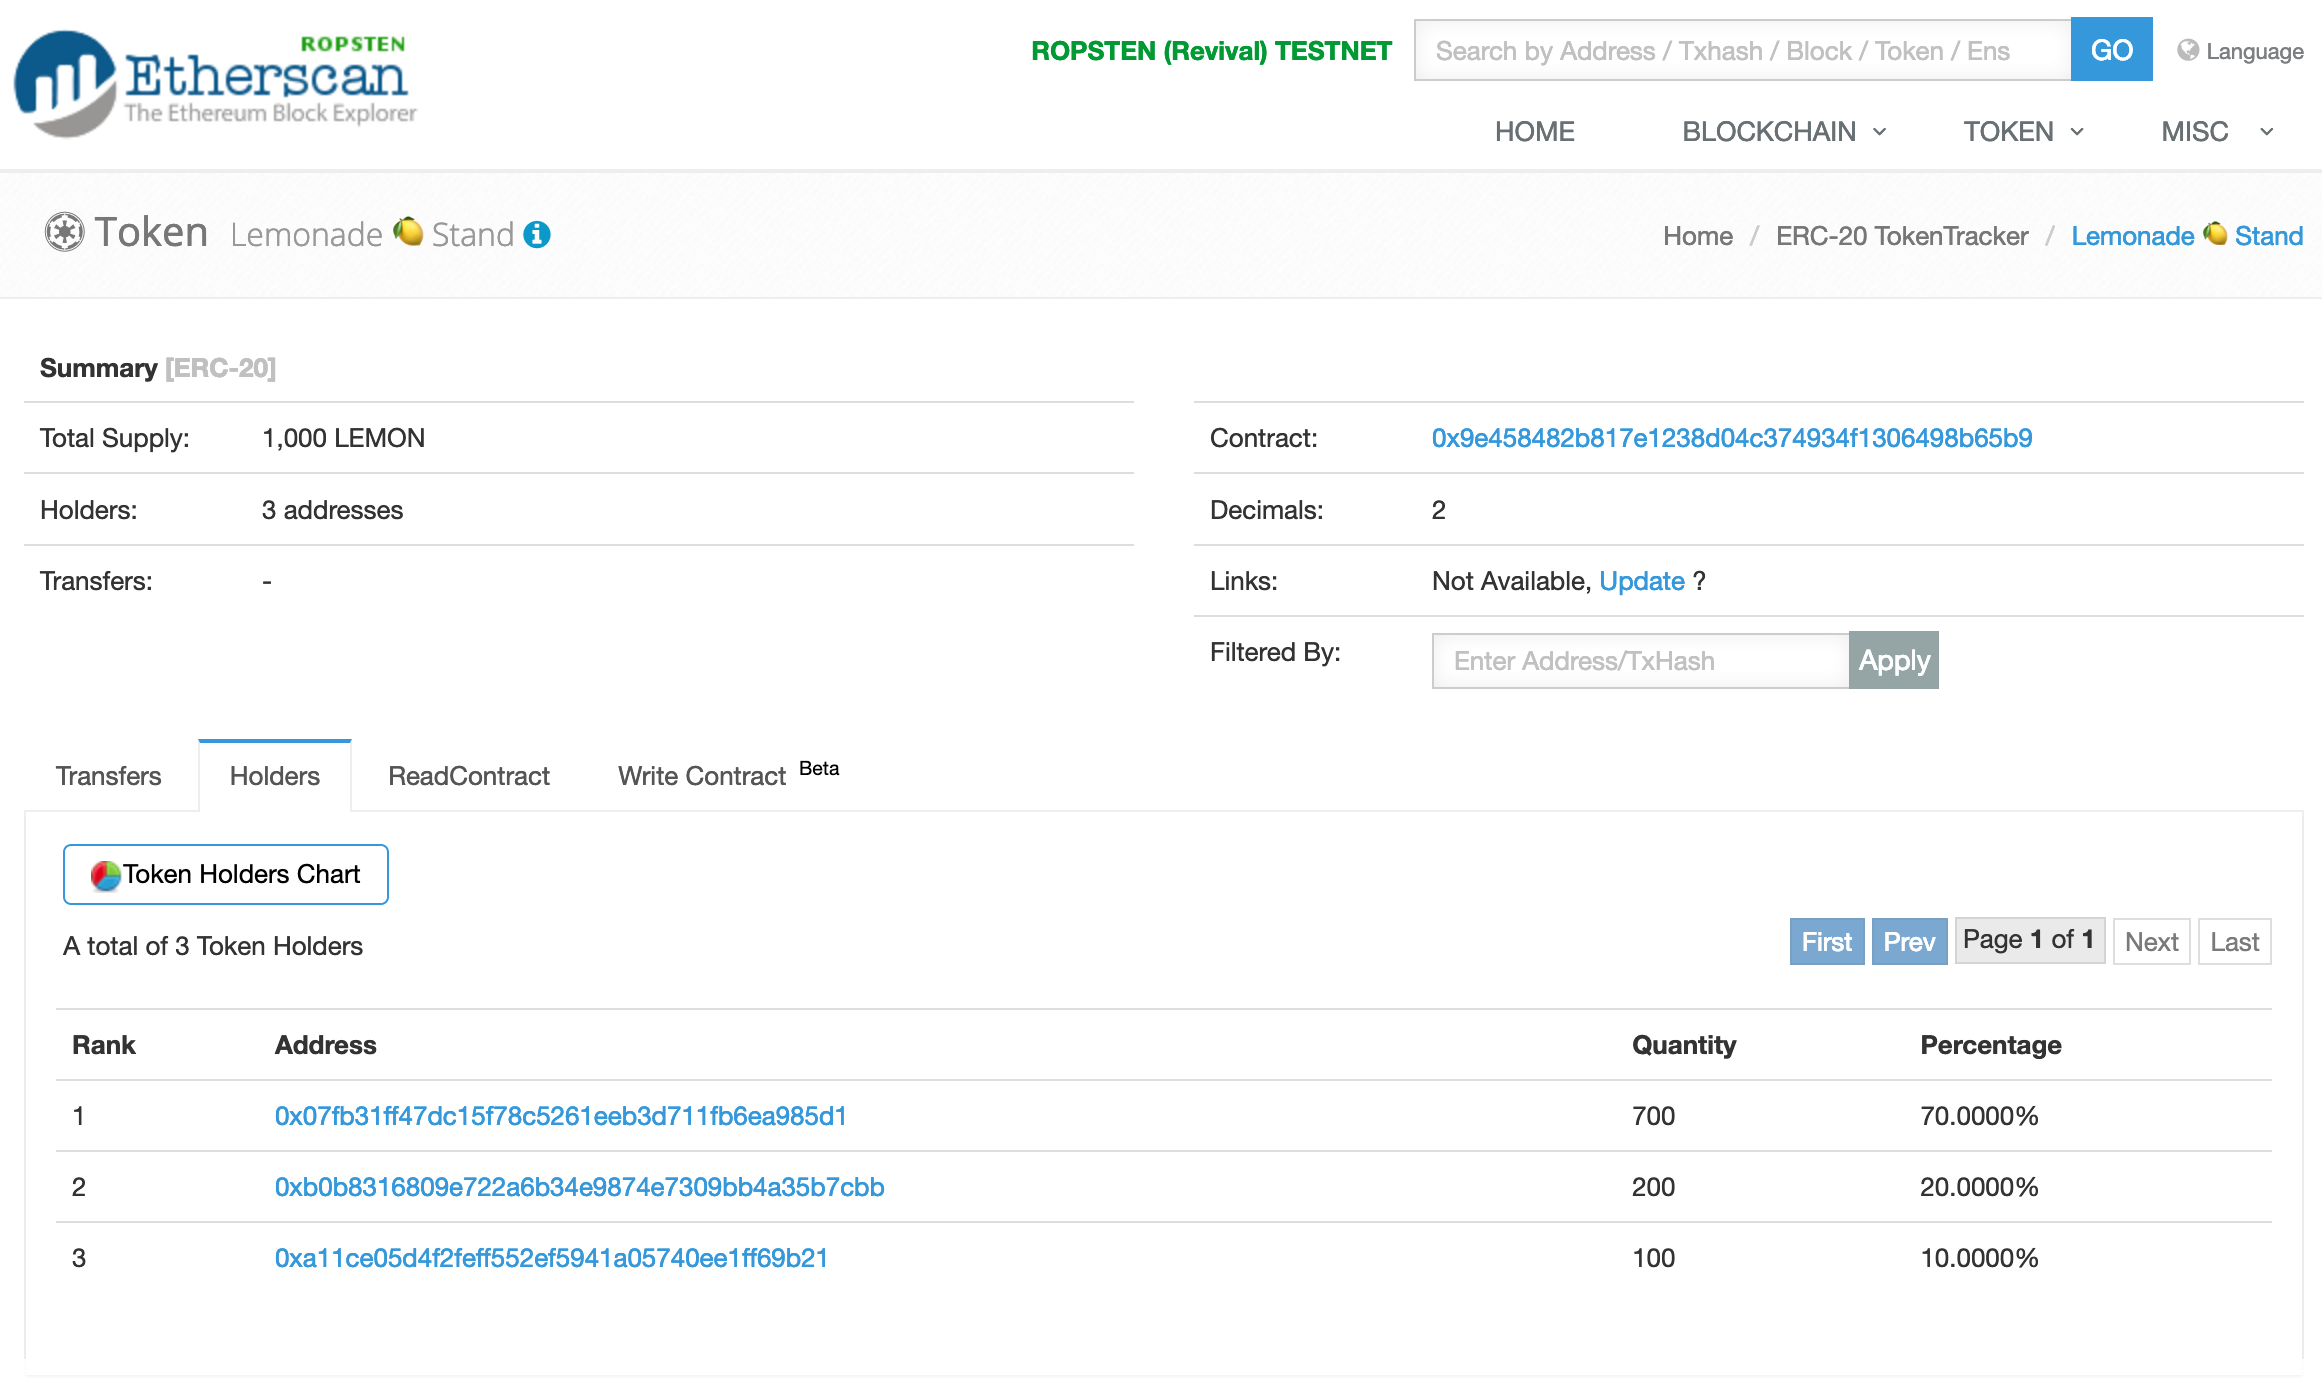 ROPSTEN
Etherscan
The Ethereum Block Explorer
ROPSTEN (Revival) TESTNET
Search by Address / Txhash / Block / Token / Ens
GO
Language
HOME
BLOCKCHAIN
TOKEN
MISC
Token Lemonade 🍋 Stand
Home / ERC-20 TokenTracker / Lemonade 🍋 Stand
Summary [ERC-20]
Total Supply: 1,000 LEMON
Holders: 3 addresses
Transfers: -
Contract: 0x9e458482b817e1238d04c374934f1306498b65b9
Decimals: 2
Links: Not Available, Update ?
Filtered By: Enter Address/TxHash Apply
Transfers
Holders
ReadContract
Write Contract Beta
Token Holders Chart
A total of 3 Token Holders
First Prev Page 1 of 1 Next Last
Rank Address Quantity Percentage
1 0x07fb31ff47dc15f78c5261eeb3d711fb6ea985d1 700 70.0000%
2 0xb0b8316809e722a6b34e9874e7309bb4a35b7cbb 200 20.0000%
3 0xa11ce05d4f2feff552ef5941a05740ee1ff69b21 100 10.0000%